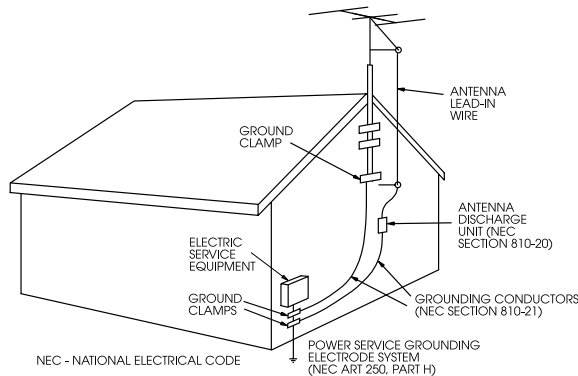 ANTENNA
LEAD-IN
WIRE
GROUND
CLAMP
ANTENNA
DISCHARGE
UNIT (NEC
SECTION 810-20)
ELECTRIC
SERVICE
EQUIPMENT
GROUND
CLAMPS
GROUNDING CONDUCTORS
(NEC SECTION 810-21)
POWER SERVICE GROUNDING
ELECTRODE SYSTEM
(NEC ART 250, PART H)
NEC - NATIONAL ELECTRICAL CODE